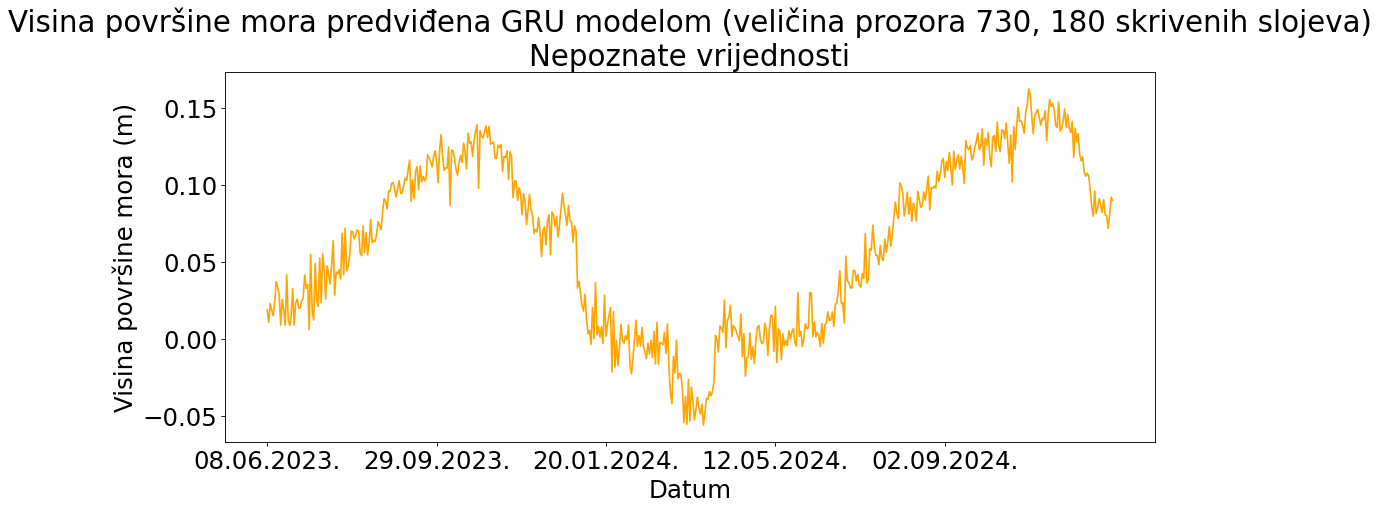 Visina površine mora predviđena GRU modelom (veličina prozora 730, 180 skrivenih slojeva)
Nepoznate vrijednosti
Visina površine mora (m)
0.15
0.10
0.05
0.00
−0.05
08.06.2023. 29.09.2023. 20.01.2024. 12.05.2024. 02.09.2024.
Datum